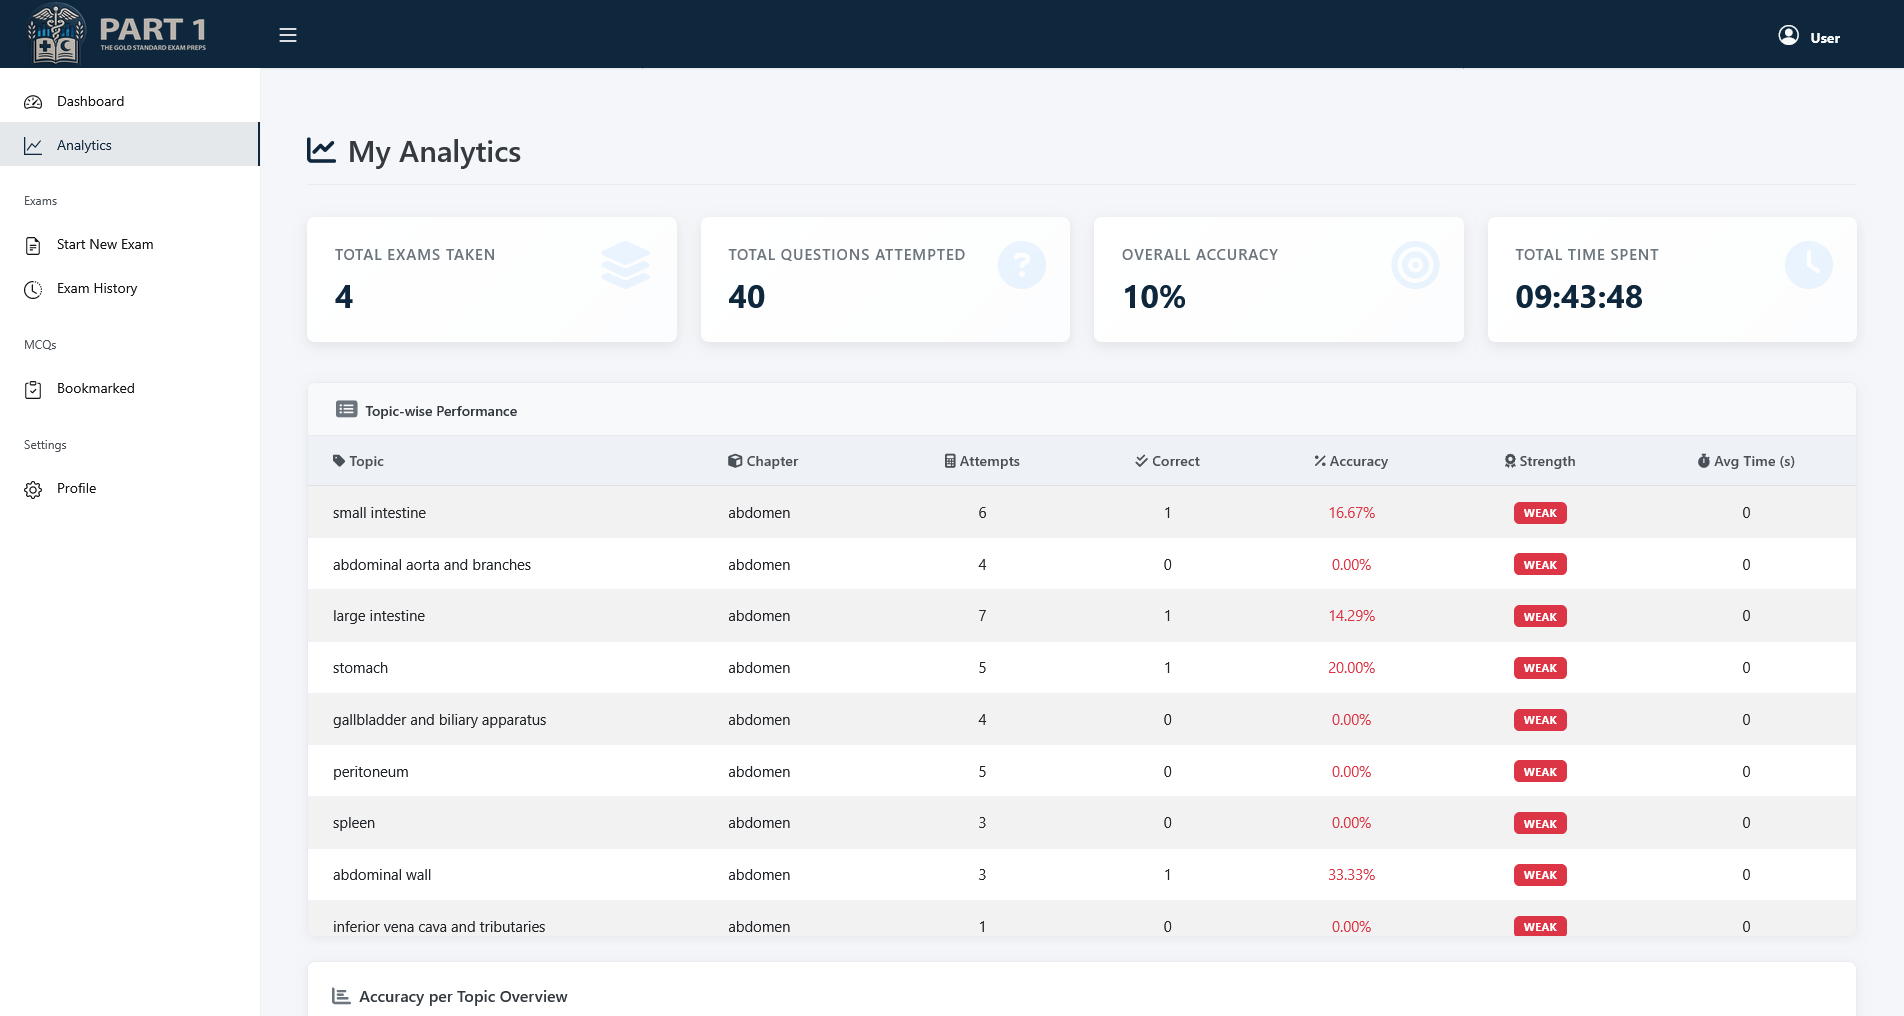 PART 1
THE GOLD STANDARD EXAM PREPS
User
Dashboard
Analytics
Exams
Start New Exam
Exam History
MCQs
Bookmarked
Settings
Profile
My Analytics
TOTAL EXAMS TAKEN
4
TOTAL QUESTIONS ATTEMPTED
40
?
OVERALL ACCURACY
10%
TOTAL TIME SPENT
09:43:48
Topic-wise Performance
Topic Chapter Attempts Correct Accuracy Strength Avg Time (s)
small intestine abdomen 6 1 16.67% WEAK 0
abdominal aorta and branches abdomen 4 0 0.00% WEAK 0
large intestine abdomen 7 1 14.29% WEAK 0
stomach abdomen 5 1 20.00% WEAK 0
gallbladder and biliary apparatus abdomen 4 0 0.00% WEAK 0
peritoneum abdomen 5 0 0.00% WEAK 0
spleen abdomen 3 0 0.00% WEAK 0
abdominal wall abdomen 3 1 33.33% WEAK 0
inferior vena cava and tributaries abdomen 1 0 0.00% WEAK 0
Accuracy per Topic Overview